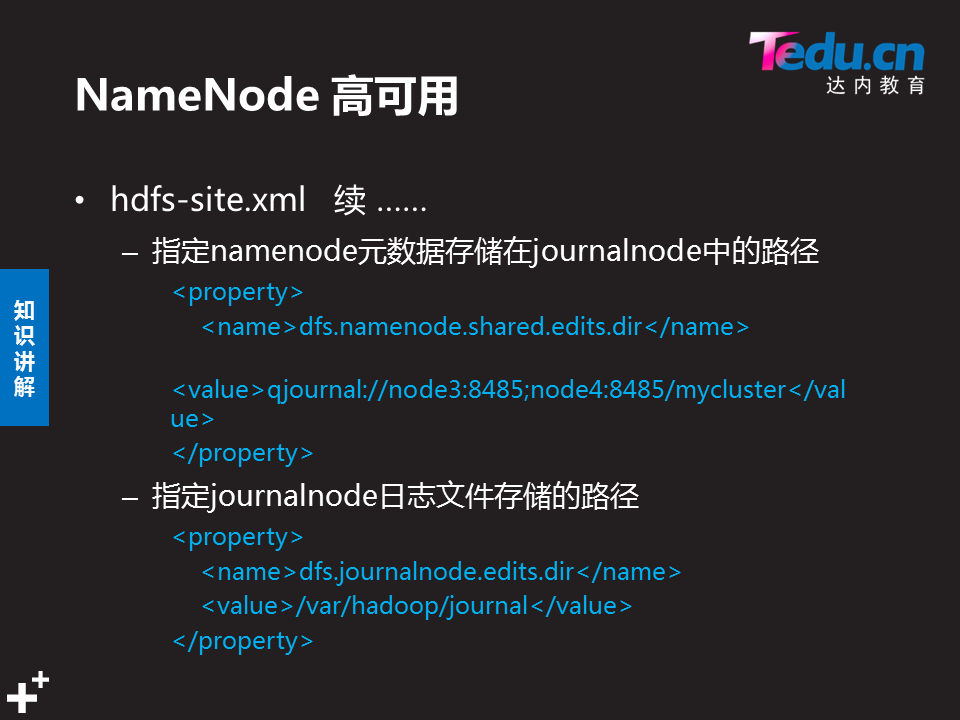 Tedu.cn
达内教育
NameNode 高可用
• hdfs-site.xml 续 ……
– 指定namenode元数据存储在journalnode中的路径
<property>
<name>dfs.namenode.shared.edits.dir</name>
<value>qjournal://node3:8485;node4:8485/mycluster</val
ue>
</property>
– 指定journalnode日志文件存储的路径
<property>
<name>dfs.journalnode.edits.dir</name>
<value>/var/hadoop/journal</value>
</property>
知识讲解